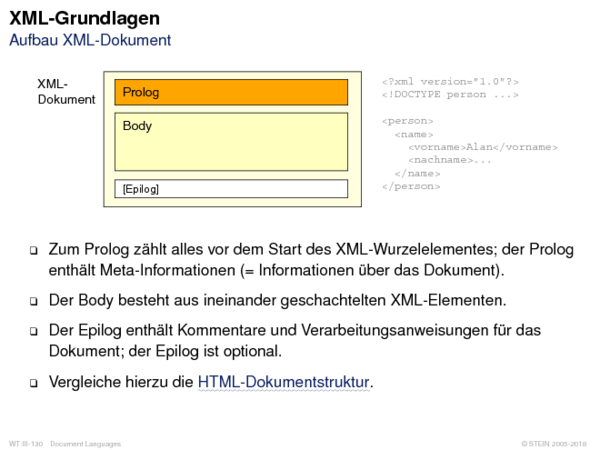 XML-Grundlagen
Aufbau XML-Dokument
XML-
Dokument
Prolog
Body
[Epilog]
<?xml version="1.0"?>
<!DOCTYPE person ...>
<person>
<name>
<vorname>Alan</vorname>
<nachname>...
</name>
</person>
❑ Zum Prolog zählt alles vor dem Start des XML-Wurzelelementes; der Prolog
enthält Meta-Informationen (= Informationen über das Dokument).
❑ Der Body besteht aus ineinander geschachtelten XML-Elementen.
❑ Der Epilog enthält Kommentare und Verarbeitungsanweisungen für das
Dokument; der Epilog ist optional.
❑ Vergleiche hierzu die HTML-Dokumentstruktur.
WT:III-130 Document Languages
© STEIN 2005-2018